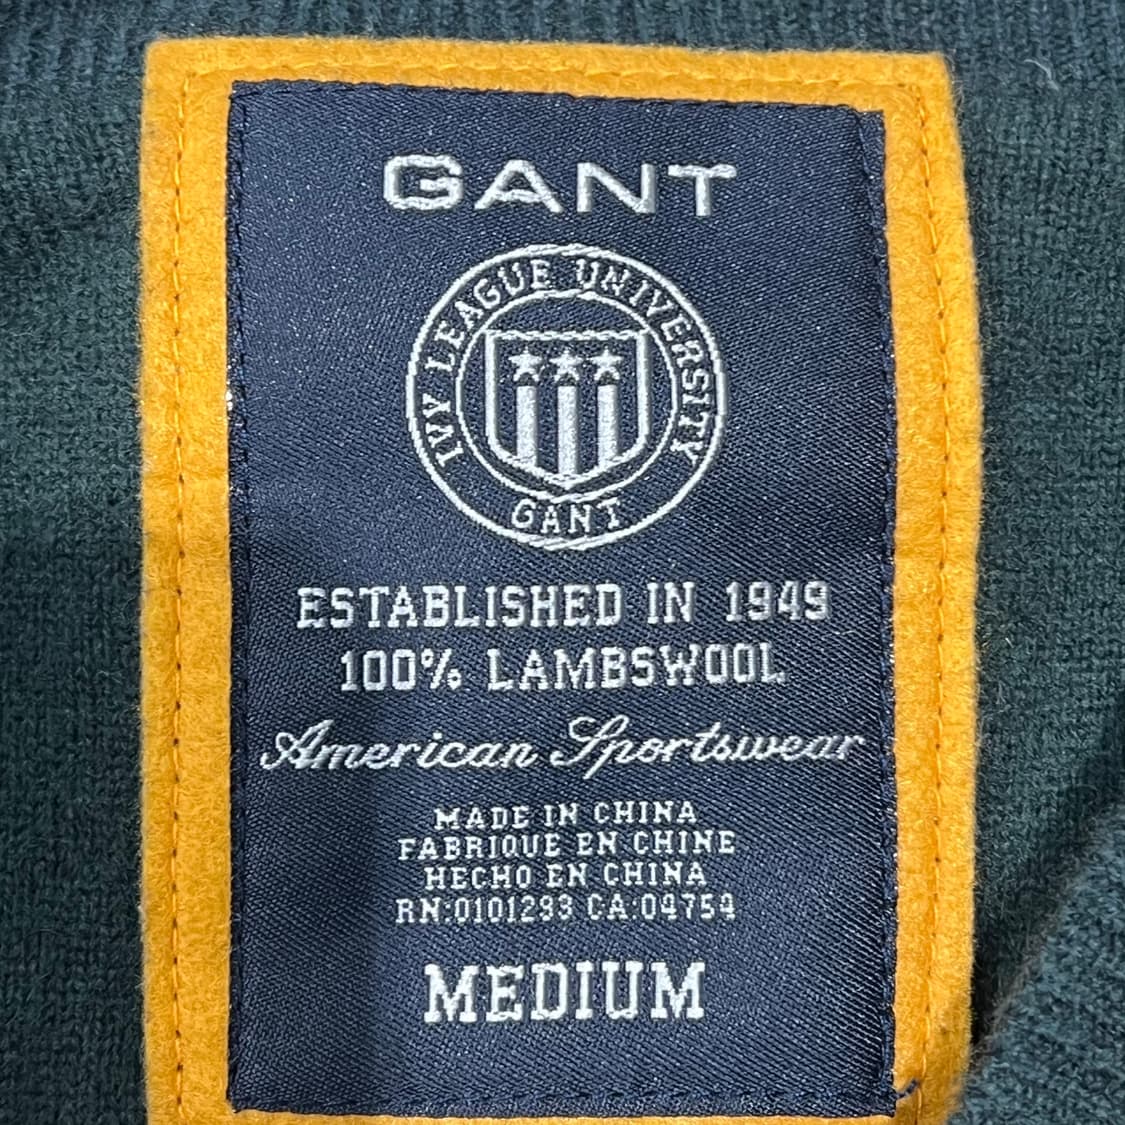 GANT
IVY LEAGUE UNIVERSITY
GANT
ESTABLISHED IN 1949
100% LAMBSWOOL
American Sportswear
MADE IN CHINA
FABRIQUE EN CHINE
HECHO EN CHINA
RN:0101293 CA:04754
MEDIUM